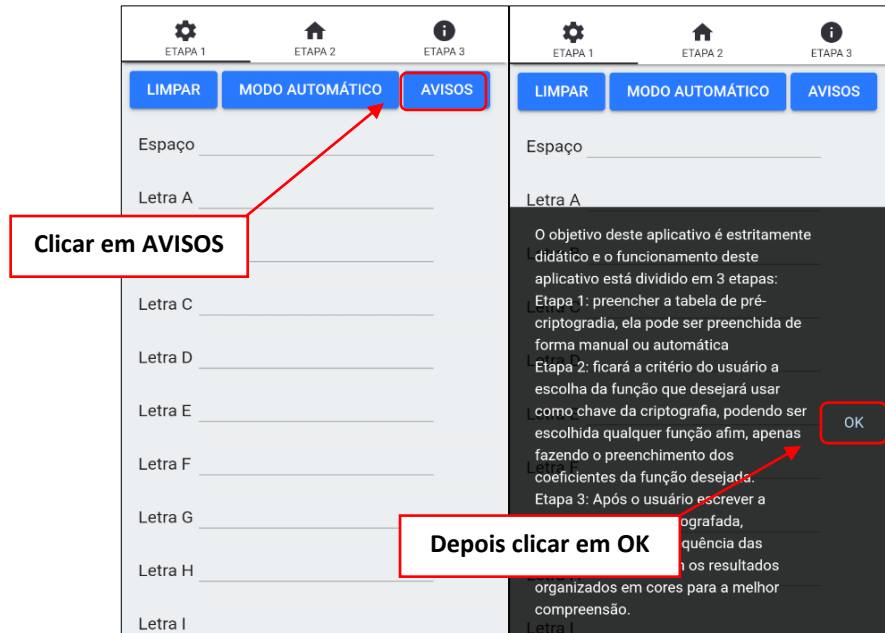 ETAPA 1
ETAPA 2
ETAPA 3
LIMPAR
MODO AUTOMÁTICO
AVISOS
Espaço
Letra A
Clicar em AVISOS
Letra C
Letra D
Letra E
Letra F
Letra G
Letra H
Letra I
ETAPA 1
ETAPA 2
ETAPA 3
LIMPAR
MODO AUTOMÁTICO
AVISOS
Espaço
Letra A
O objetivo deste aplicativo é estritamente
didático e o funcionamento deste
aplicativo está dividido em 3 etapas:
Etapa 1: preencher a tabela de pré-
criptogradia, ela pode ser preenchida de
forma manual ou automática
Etapa 2: ficará a critério do usuário a
escolha da função que desejará usar
como chave da criptografia, podendo ser
escolhida qualquer função afim, apenas
fazendo o preenchimento dos
coeficientes da função desejada.
Etapa 3: Após o usuário escrever a
organizados em cores para a melhor
compreensão.
OK
Depois clicar em OK
os resultados
Letra I